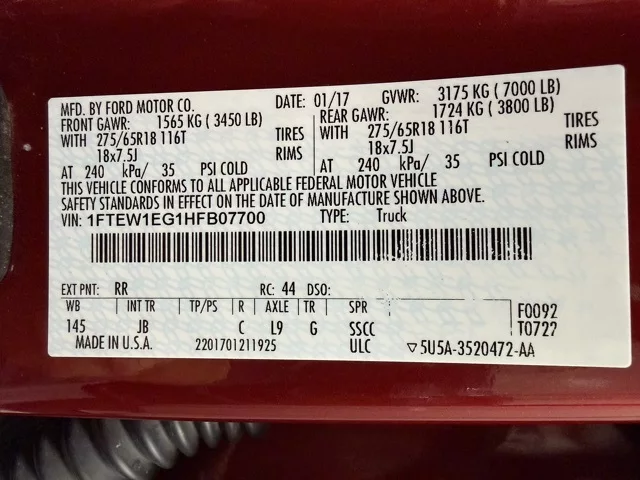 MFD. BY FORD MOTOR CO. DATE: 01/17 GVWR: 3175 KG ( 7000 LB)
FRONT GAWR: 1565 KG ( 3450 LB) REAR GAWR: 1724 KG ( 3800 LB)
WITH 275/65R18 116T TIRES WITH 275/65R18 116T TIRES
18x7.5J RIMS 18x7.5J RIMS
AT 240 kPa/ 35 PSI COLD AT 240 kPa/ 35 PSI COLD
THIS VEHICLE CONFORMS TO ALL APPLICABLE FEDERAL MOTOR VEHICLE
SAFETY STANDARDS IN EFFECT ON THE DATE OF MANUFACTURE SHOWN ABOVE.
VIN: 1FTEW1EG1HFB07700 TYPE: Truck
EXT PNT: RR RC: 44 DSO:
WB INT TR TP/PS R AXLE TR SPR F0092
145 JB C L9 G SSCC T0722
MADE IN U.S.A. 2201701211925 ULC ▽5U5A-3520472-AA